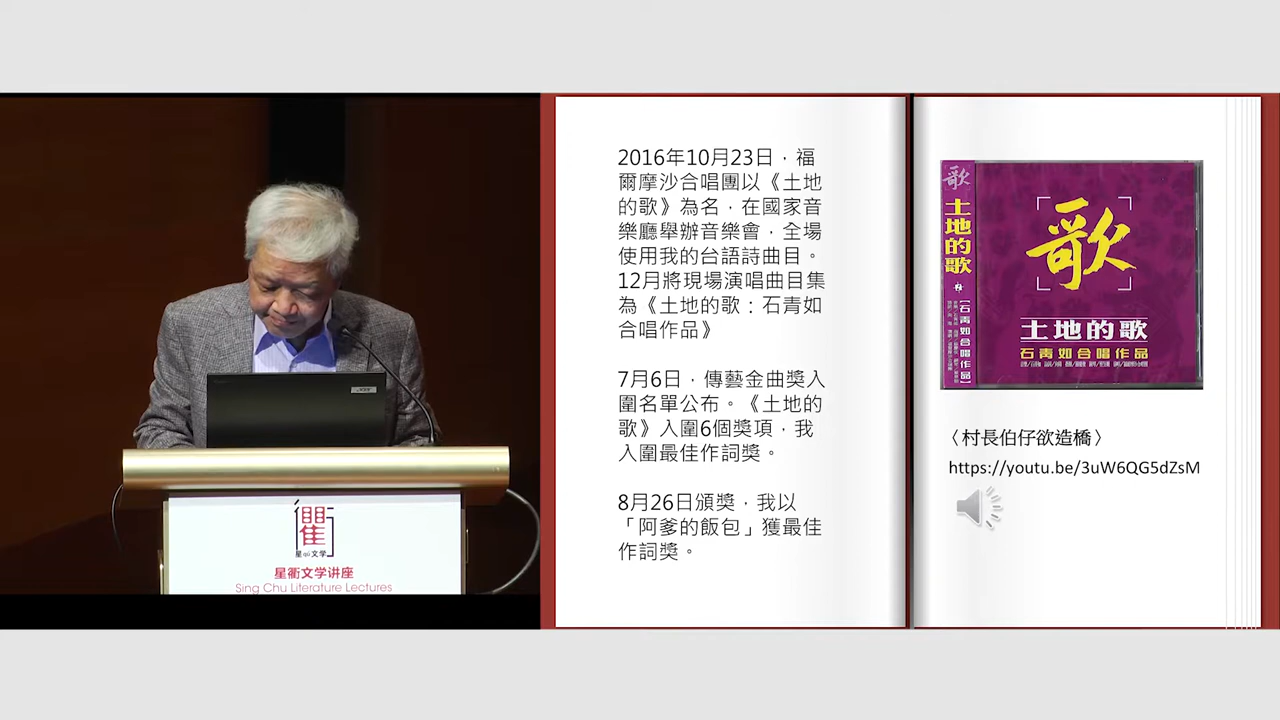 星衢文学
星衢文学讲座
Sing Chu Literature Lectures
acer
2016年10月23日，福
爾摩沙合唱團以《土地
的歌》為名，在國家音
樂廳舉辦音樂會，全場
使用我的台語詩曲目。
12月將現場演唱曲目集
為《土地的歌：石青如
合唱作品》
7月6日，傳藝金曲獎入
圍名單公布。《土地的
歌》入圍6個獎項，我
入圍最佳作詞獎。
8月26日頒獎，我以
「阿爹的飯包」獲最佳
作詞獎。
歌
土地的歌
【石青如合唱作品】
歌
土地的歌
石青如合唱作品
〈村長伯仔欲造橋〉
https://youtu.be/3uW6QG5dZsM